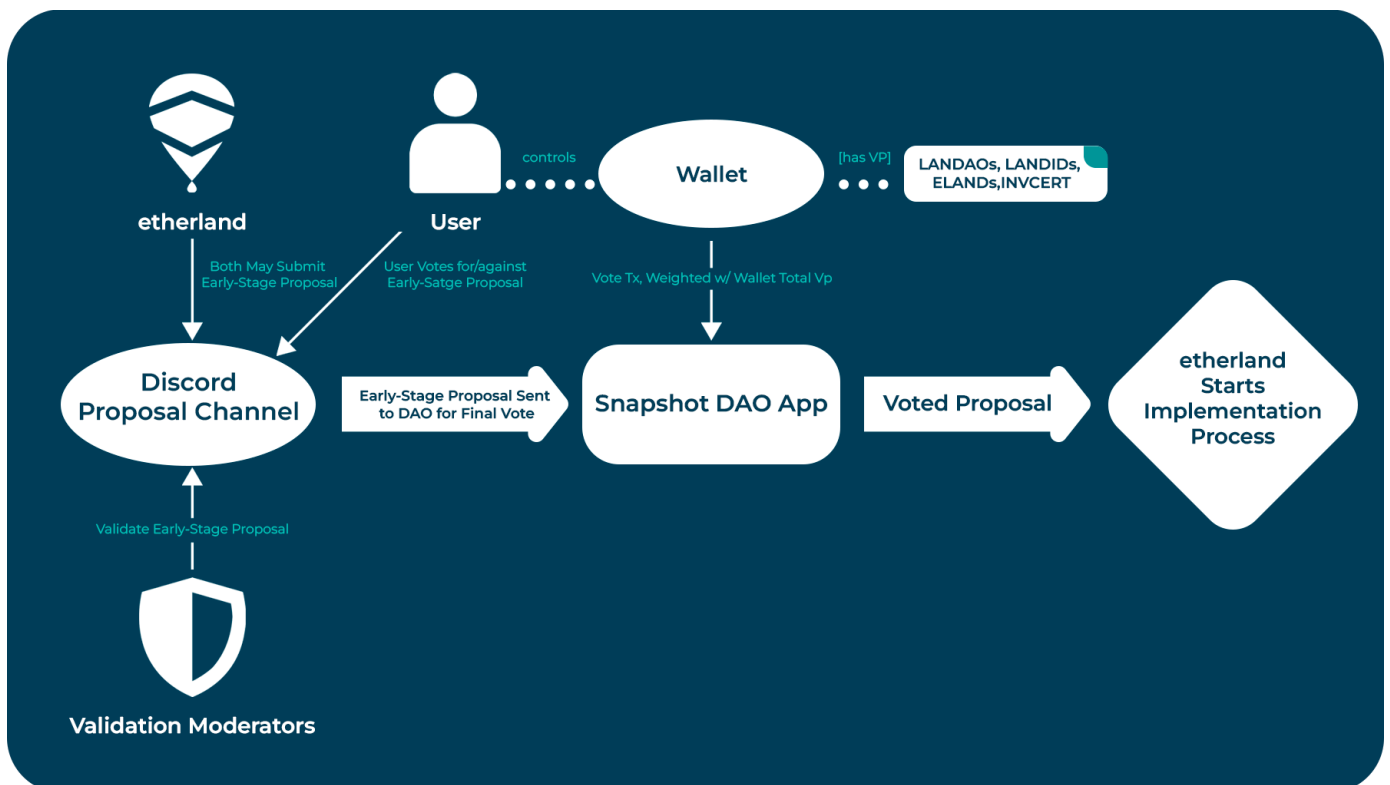 etherland
User
controls
Wallet
[has VP]
LANDAOs, LANDIDs,
ELANDs,INVCERT
Both May Submit
Early-Stage Proposal
User Votes for/against
Early-Satge Proposal
Vote Tx, Weighted w/ Wallet Total Vp
Discord
Proposal Channel
Early-Stage Proposal Sent
to DAO for Final Vote
Snapshot DAO App
Voted Proposal
etherland
Starts
Implementation
Process
Validate Early-Stage Proposal
Validation Moderators